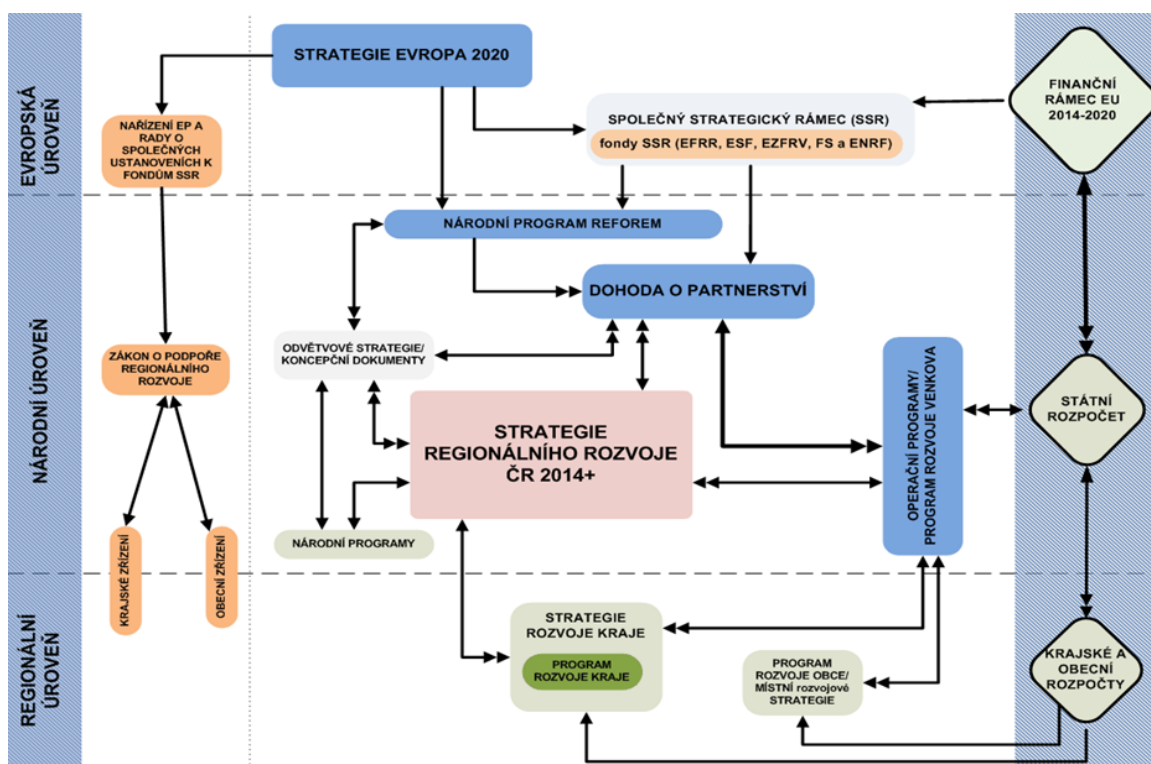 EVROPSKÁ
ÚROVEŇ
STRATEGIE EVROPA 2020
NAŘÍZENÍ EP A
RADY O
SPOLEČNÝCH
USTANOVENÍCH K
FONDŮM SSR
SPOLEČNÝ STRATEGICKÝ RÁMEC (SSR)
fondy SSR (EFRR, ESF, EZFRV, FS a ENRF)
FINANČNÍ
RÁMEC EU
2014-2020
NÁRODNÍ ÚROVEŇ
NÁRODNÍ PROGRAM REFOREM
DOHODA O PARTNERSTVÍ
ZÁKON O PODPOŘE
REGIONÁLNÍHO
ROZVOJE
ODVĚTVOVÉ STRATEGIE/
KONCEPČNÍ DOKUMENTY
STRATEGIE
REGIONÁLNÍHO ROZVOJE
ČR 2014+
OPERAČNÍ PROGRAMY/
PROGRAM ROZVOJE VENKOVA
STÁTNÍ
ROZPOČET
NÁRODNÍ PROGRAMY
KRAJSKÉ ZŘÍZENÍ
OBECNÍ ZŘÍZENÍ
REGIONÁLNÍ
ÚROVEŇ
STRATEGIE
ROZVOJE KRAJE
PROGRAM
ROZVOJE KRAJE
PROGRAM
ROZVOJE OBCE/
MÍSTNÍ rozvojové
STRATEGIE
KRAJSKÉ A
OBECNÍ
ROZPOČTY